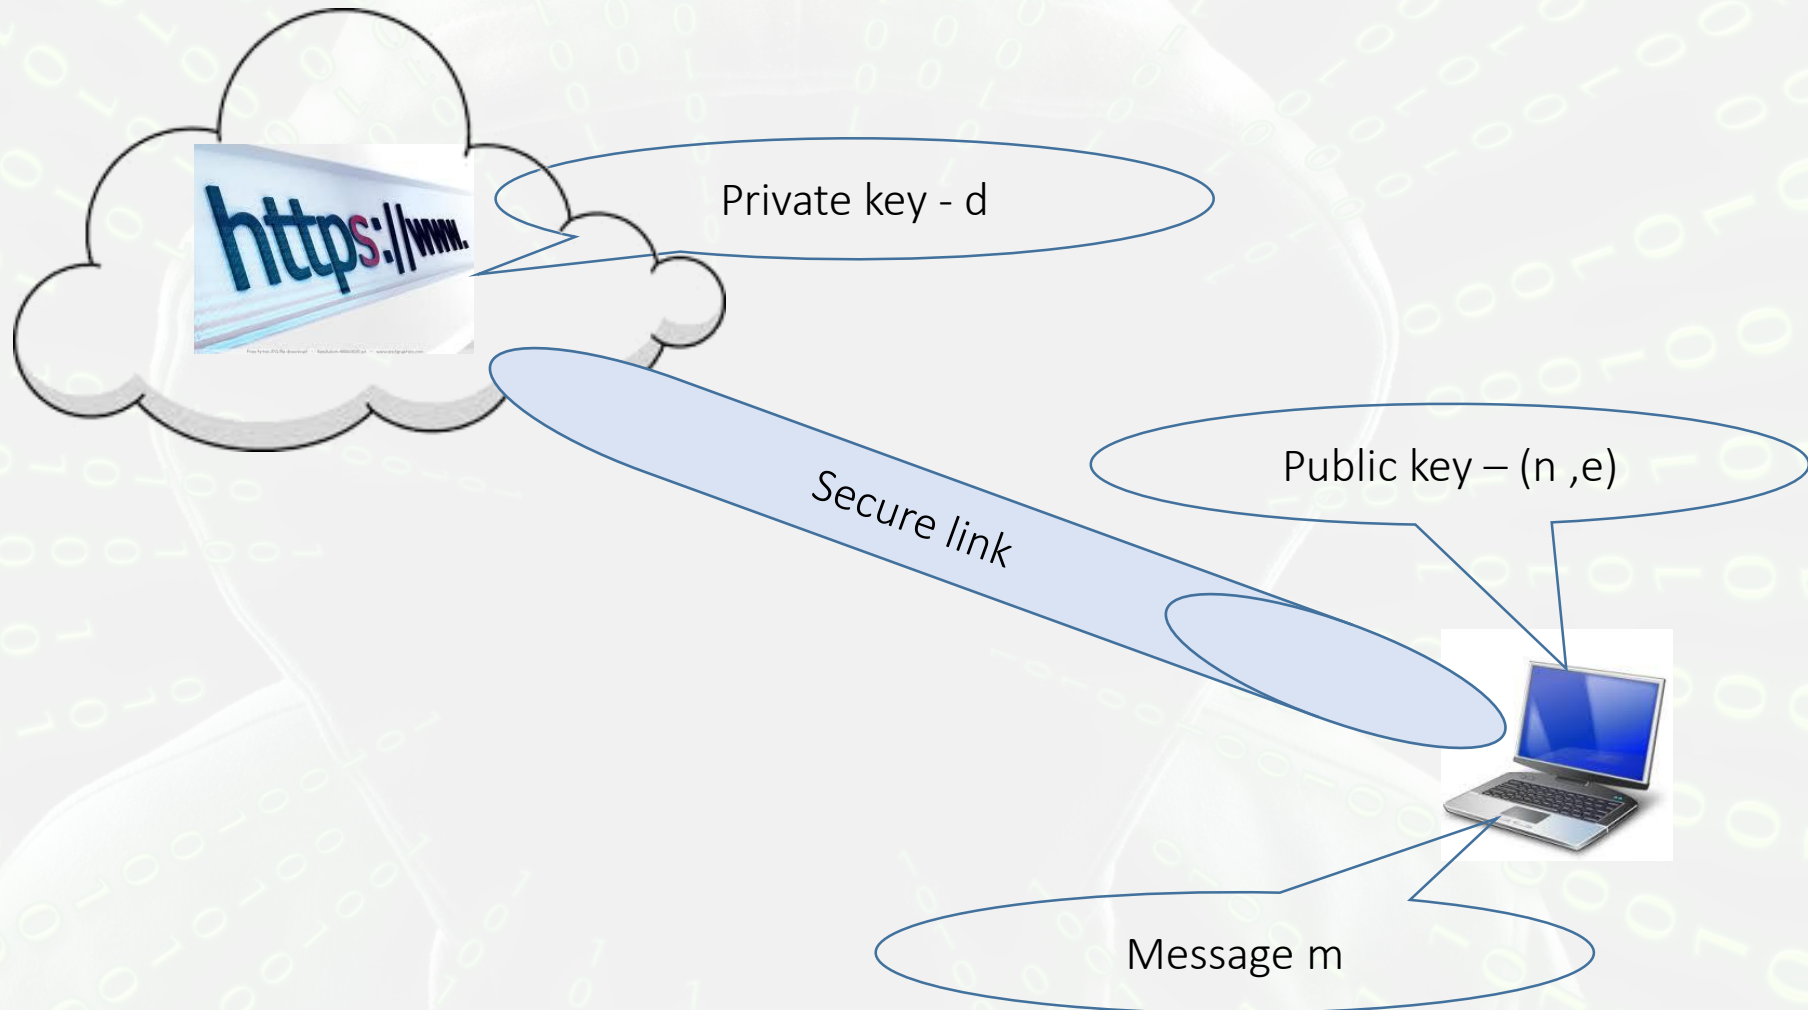 https://www.
Private key - d
Public key – (n ,e)
Secure link
Message m